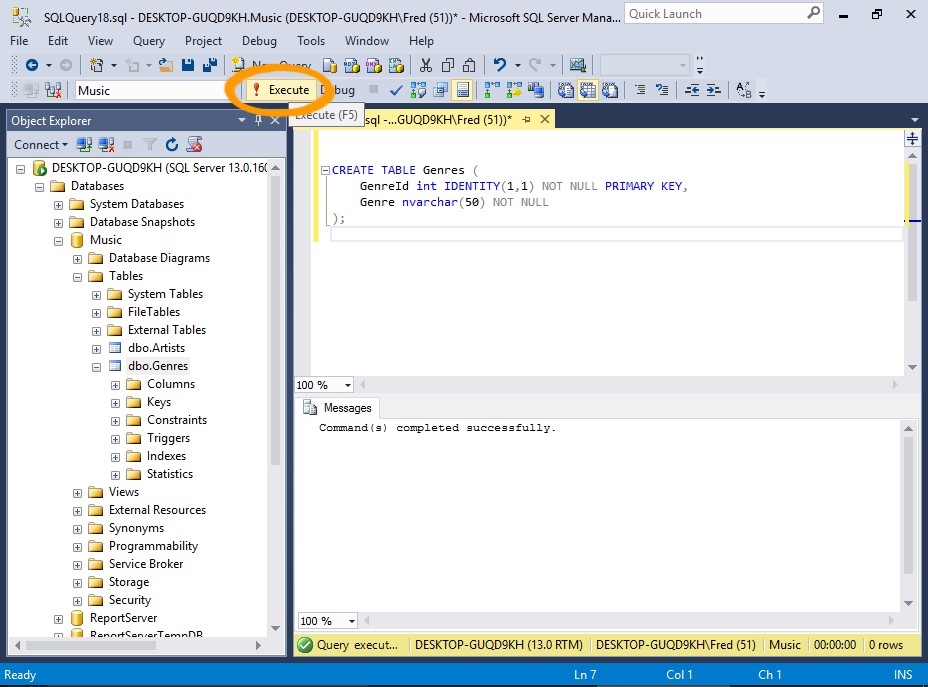 SQLQuery18.sql - DESKTOP-GUQD9KH.Music (DESKTOP-GUQD9KH\Fred (51))* - Microsoft SQL Server Mana...
Quick Launch
File Edit View Query Project Debug Tools Window Help
New Query
Music
Execute
Debug
Execute (F5)
Object Explorer
sql -...GUQD9KH\Fred (51))*
Connect
DESKTOP-GUQD9KH (SQL Server 13.0.160
Databases
System Databases
Database Snapshots
Music
Database Diagrams
Tables
System Tables
FileTables
External Tables
dbo.Artists
dbo.Genres
Columns
Keys
Constraints
Triggers
Indexes
Statistics
Views
External Resources
Synonyms
Programmability
Service Broker
Storage
Security
ReportServer
ReportServerTempDB
CREATE TABLE Genres (
GenreId int IDENTITY(1,1) NOT NULL PRIMARY KEY,
Genre nvarchar(50) NOT NULL
);
100 %
Messages
Command(s) completed successfully.
100 %
Query execut... DESKTOP-GUQD9KH (13.0 RTM) DESKTOP-GUQD9KH\Fred (51) Music 00:00:00 0 rows
Ready Ln 7 Col 1 Ch 1 INS